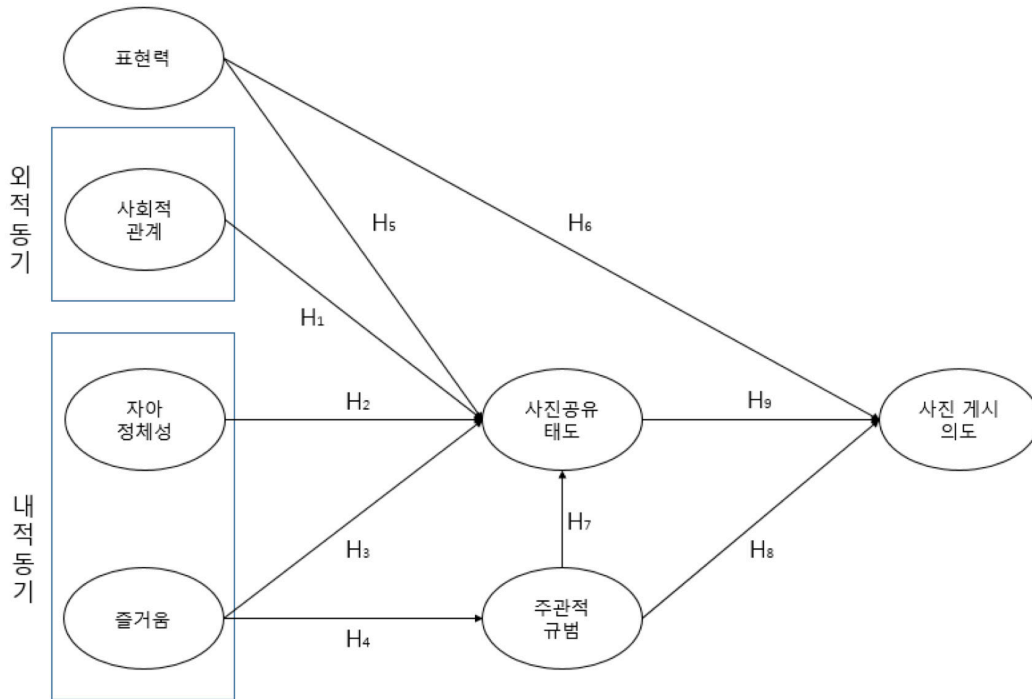 표현력
외적동기
사회적
관계
H5
H6
H1
자아
정체성
H2
사진공유
태도
H9
사진 게시
의도
내적동기
H3
H7
H8
즐거움
H4
주관적
규범